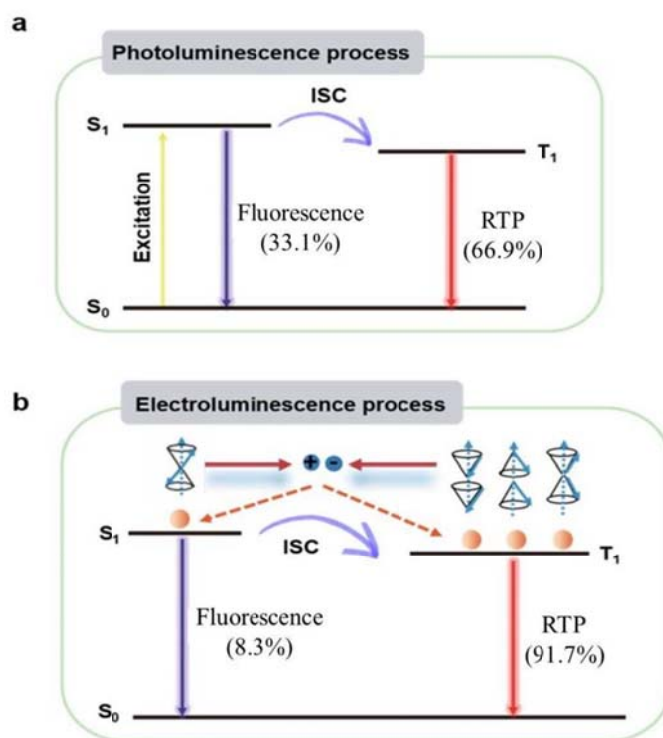 a
Photoluminescence process
ISC
S₁
T₁
Excitation
Fluorescence
(33.1%)
RTP
(66.9%)
S₀
b
Electroluminescence process
+ -
S₁
ISC
T₁
Fluorescence
(8.3%)
RTP
(91.7%)
S₀